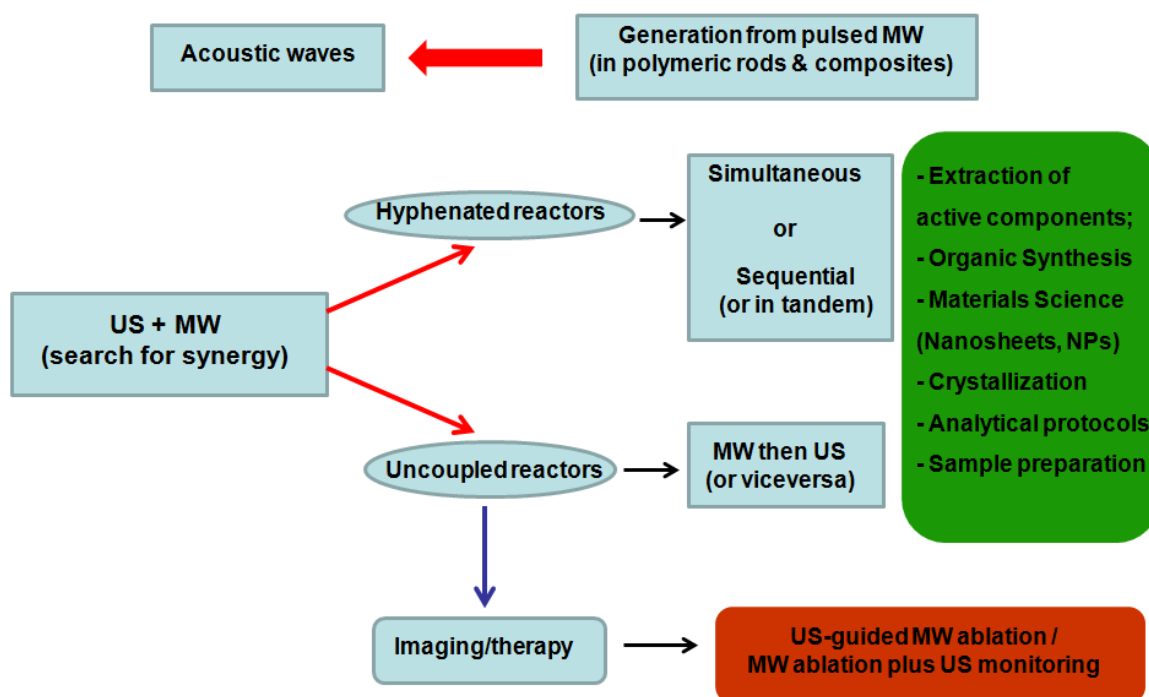 Acoustic waves
Generation from pulsed MW
(in polymeric rods & composites)
Hyphenated reactors
Simultaneous
or
Sequential
(or in tandem)
- Extraction of
active components;
- Organic Synthesis
- Materials Science
(Nanosheets, NPs)
- Crystallization
- Analytical protocols
- Sample preparation
US + MW
(search for synergy)
Uncoupled reactors
MW then US
(or viceversa)
Imaging/therapy
US-guided MW ablation /
MW ablation plus US monitoring